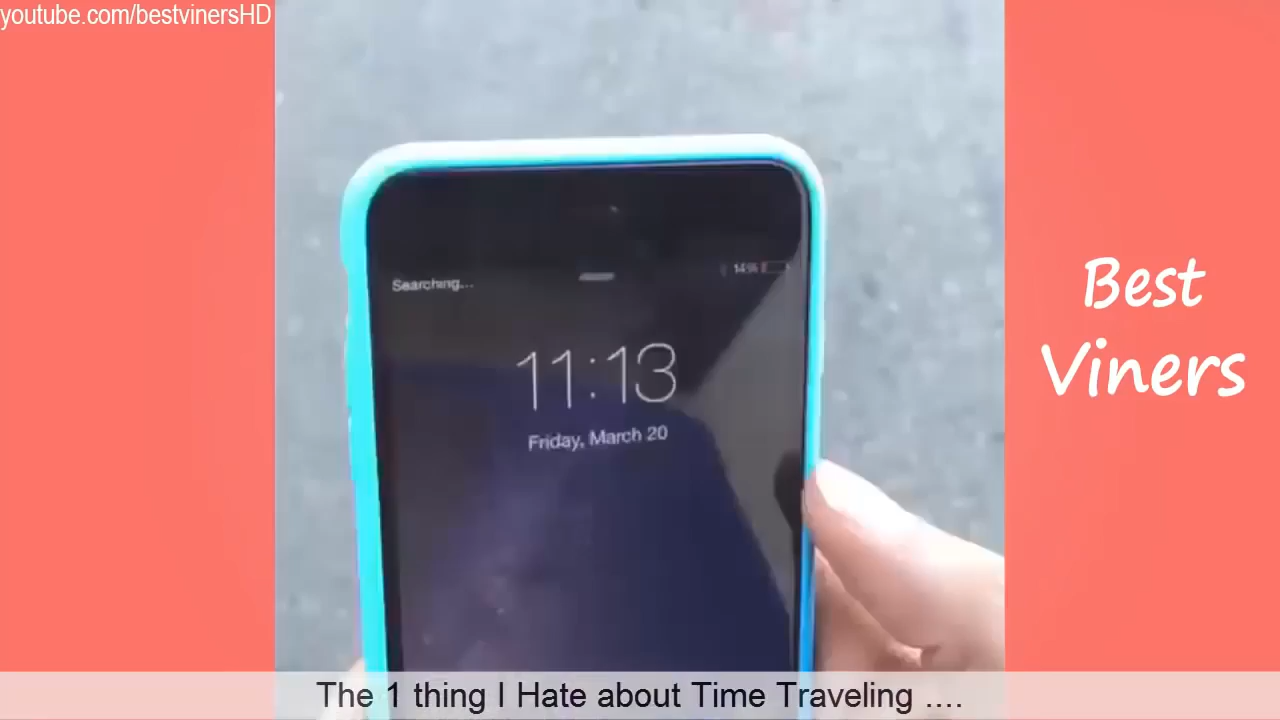 youtube.com/bestvinersHD
Searching...
14%
11:13
Friday, March 20
Best
Viners
The 1 thing I Hate about Time Traveling ....